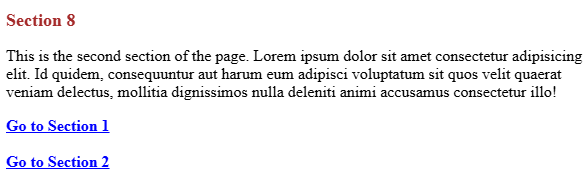 Section 8
This is the second section of the page. Lorem ipsum dolor sit amet consectetur adipisicing
elit. Id quidem, consequuntur aut harum eum adipisci voluptatum sit quos velit quaerat
veniam delectus, mollitia dignissimos nulla deleniti animi accusamus consectetur illo!
Go to Section 1
Go to Section 2